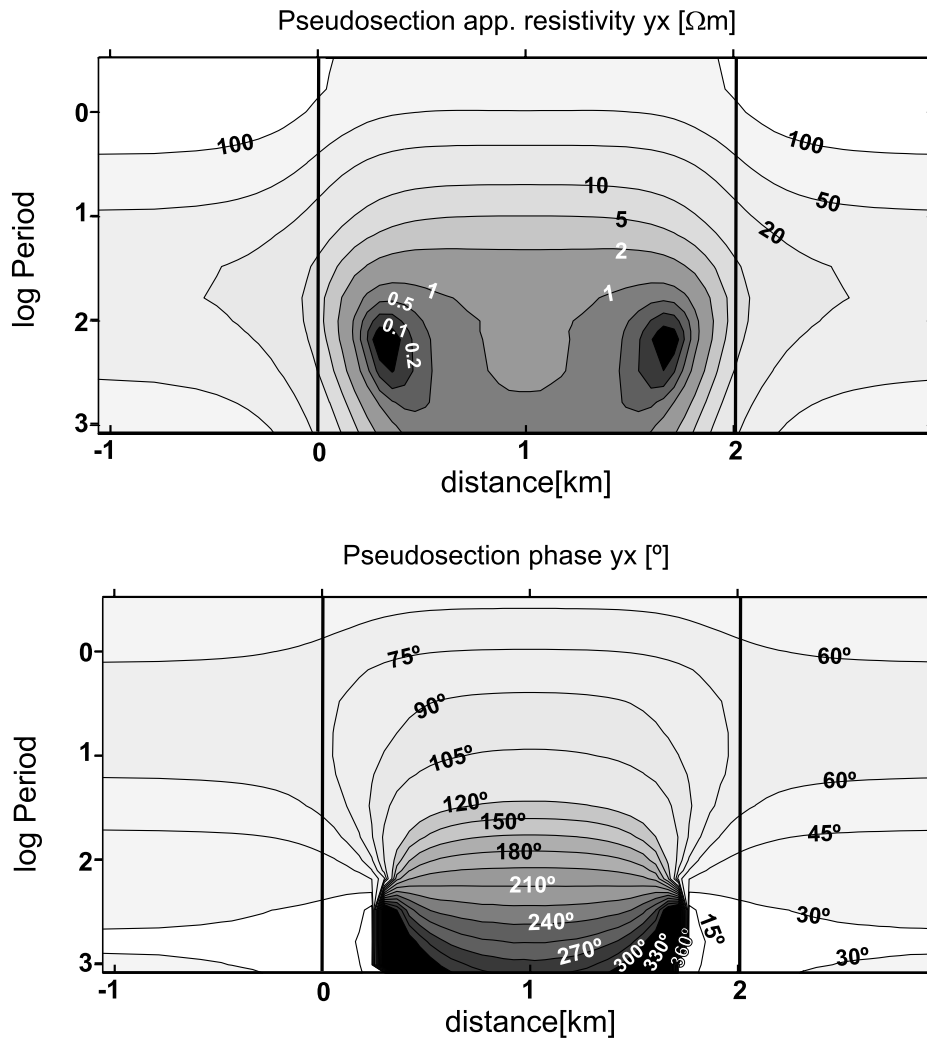 Pseudosection app. resistivity yx [Ωm]
0
100
100
10
50
1
5
20
2
log Period
1
1
0.5
0.1
2
0.2
3
-1
0
1
2
distance[km]
Pseudosection phase yx [º]
0
75º
60º
90º
1
105º
60º
120º
150º
45º
log Period
180º
2
210º
240º
30º
15º
270º
300º
330º
360º
30º
3
-1
0
1
2
distance[km]